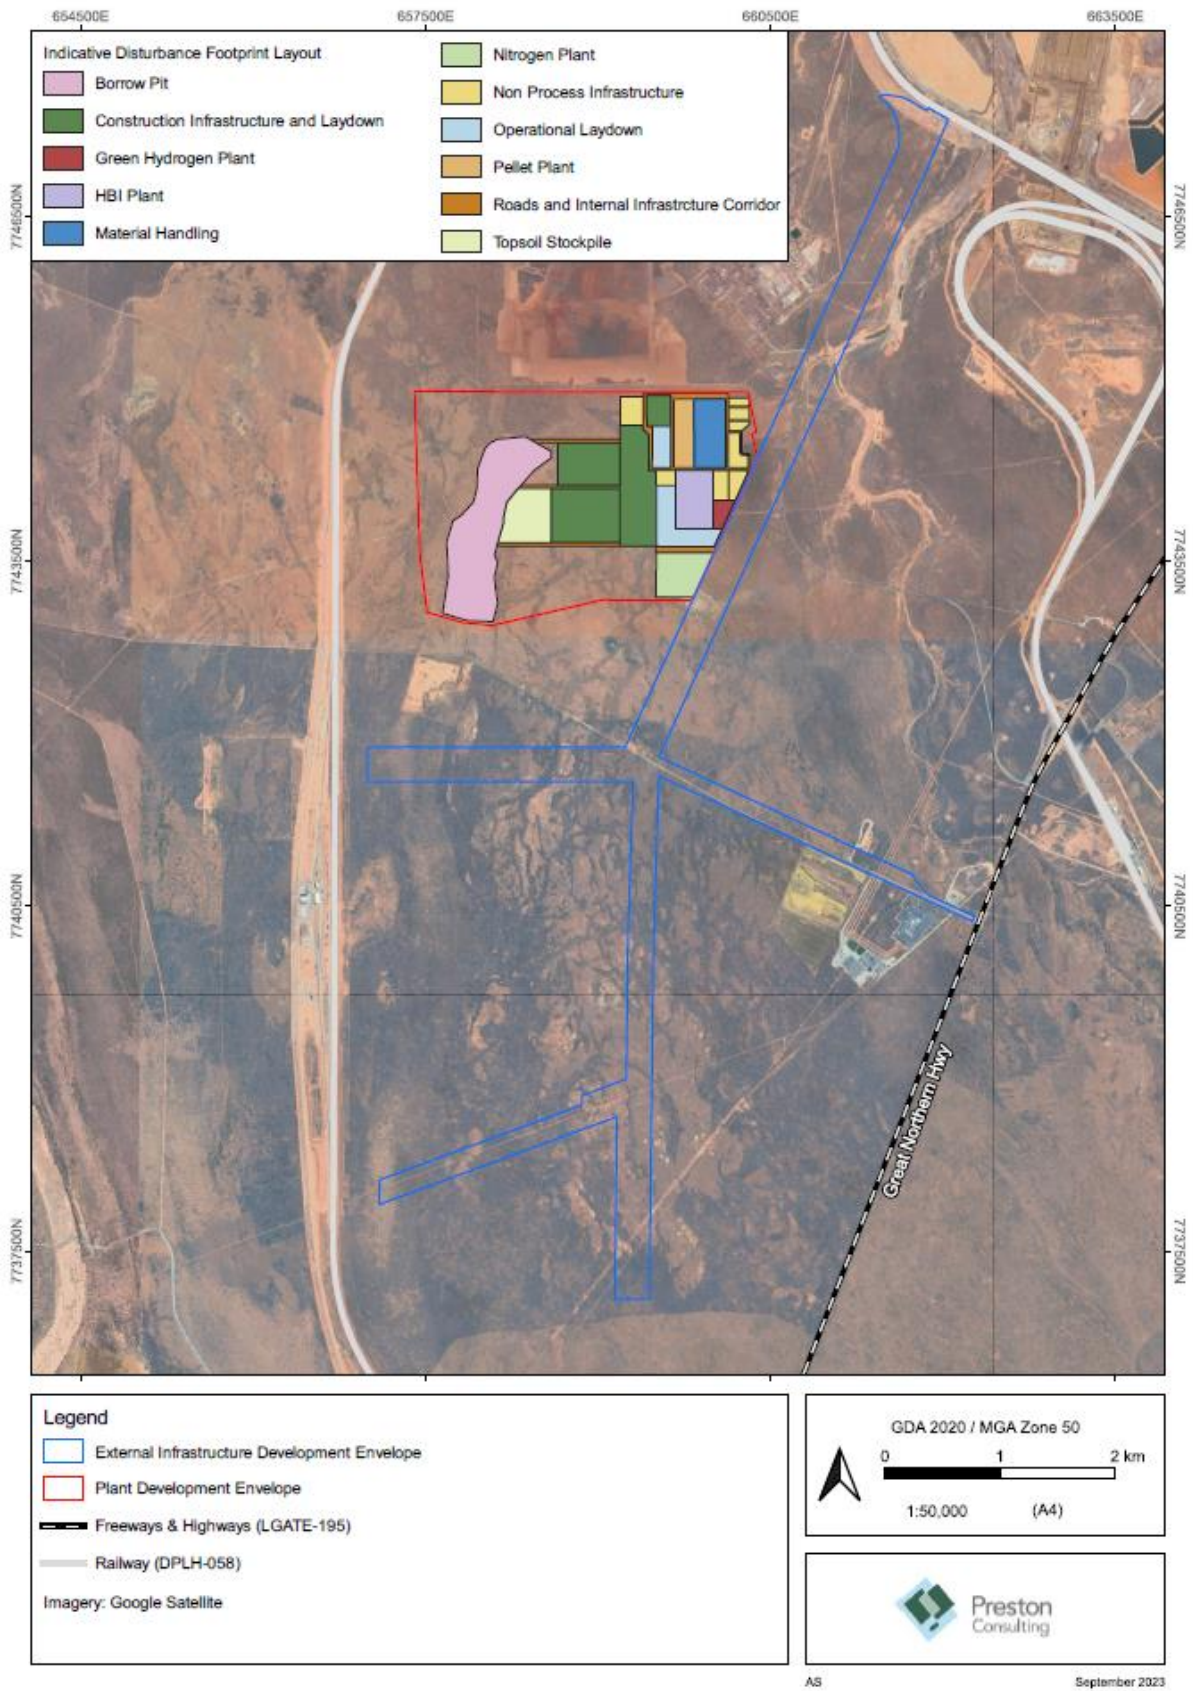 654500E
657500E
660500E
663500E
Indicative Disturbance Footprint Layout
Borrow Pit
Construction Infrastructure and Laydown
Green Hydrogen Plant
HBI Plant
Material Handling
Nitrogen Plant
Non Process Infrastructure
Operational Laydown
Pellet Plant
Roads and Internal Infrastrcture Corridor
Topsoil Stockpile
7746500N
7746500N
7743500N
7743500N
7740500N
7740500N
7737500N
7737500N
Great Northern Hwy
Legend
External Infrastructure Development Envelope
Plant Development Envelope
Freeways & Highways (LGATE-195)
Railway (DPLH-058)
Imagery: Google Satellite
GDA 2020 / MGA Zone 50
0 1 2 km
1:50,000 (A4)
Preston
Consulting
AS
September 2023